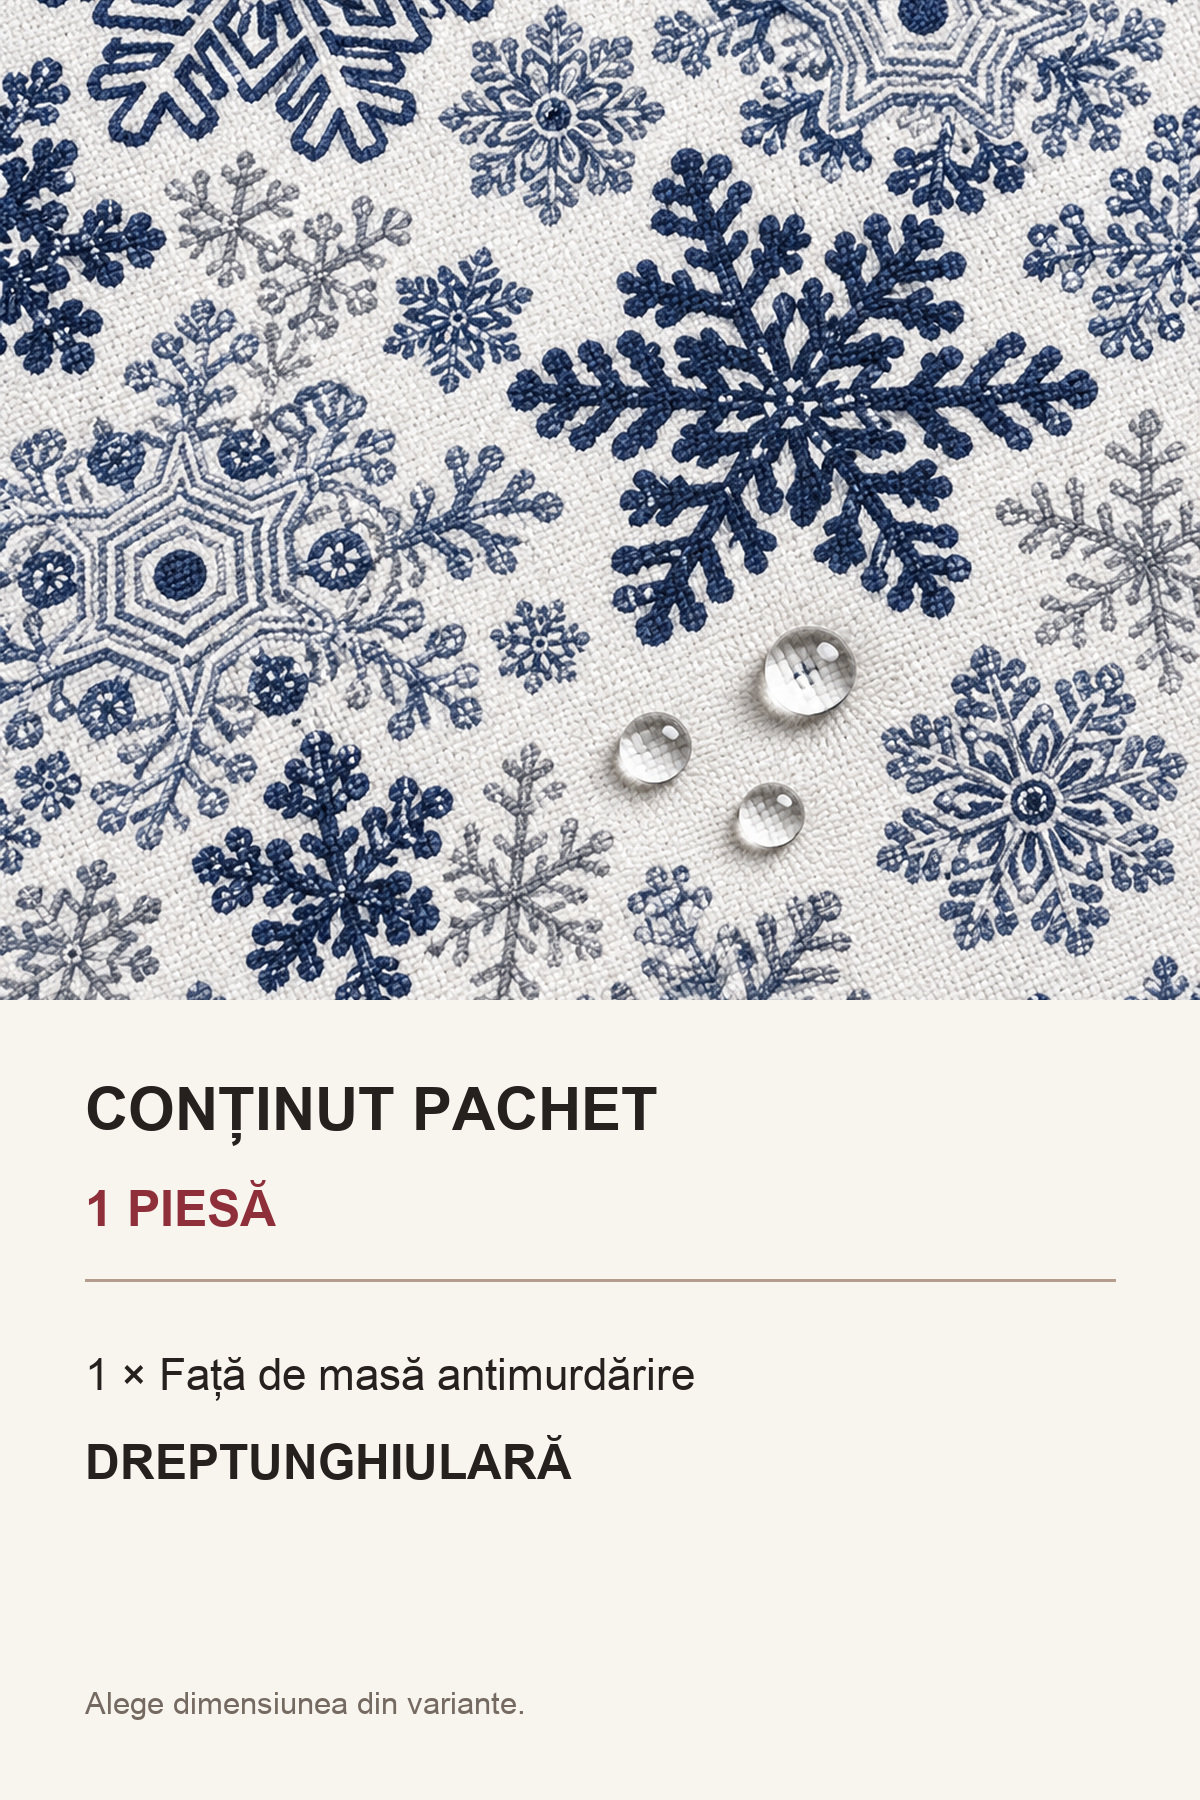 CONȚINUT PACHET
1 PIESĂ
1 × Față de masă antimurdărire
DREPTUNGHIULARĂ
Alege dimensiunea din variante.